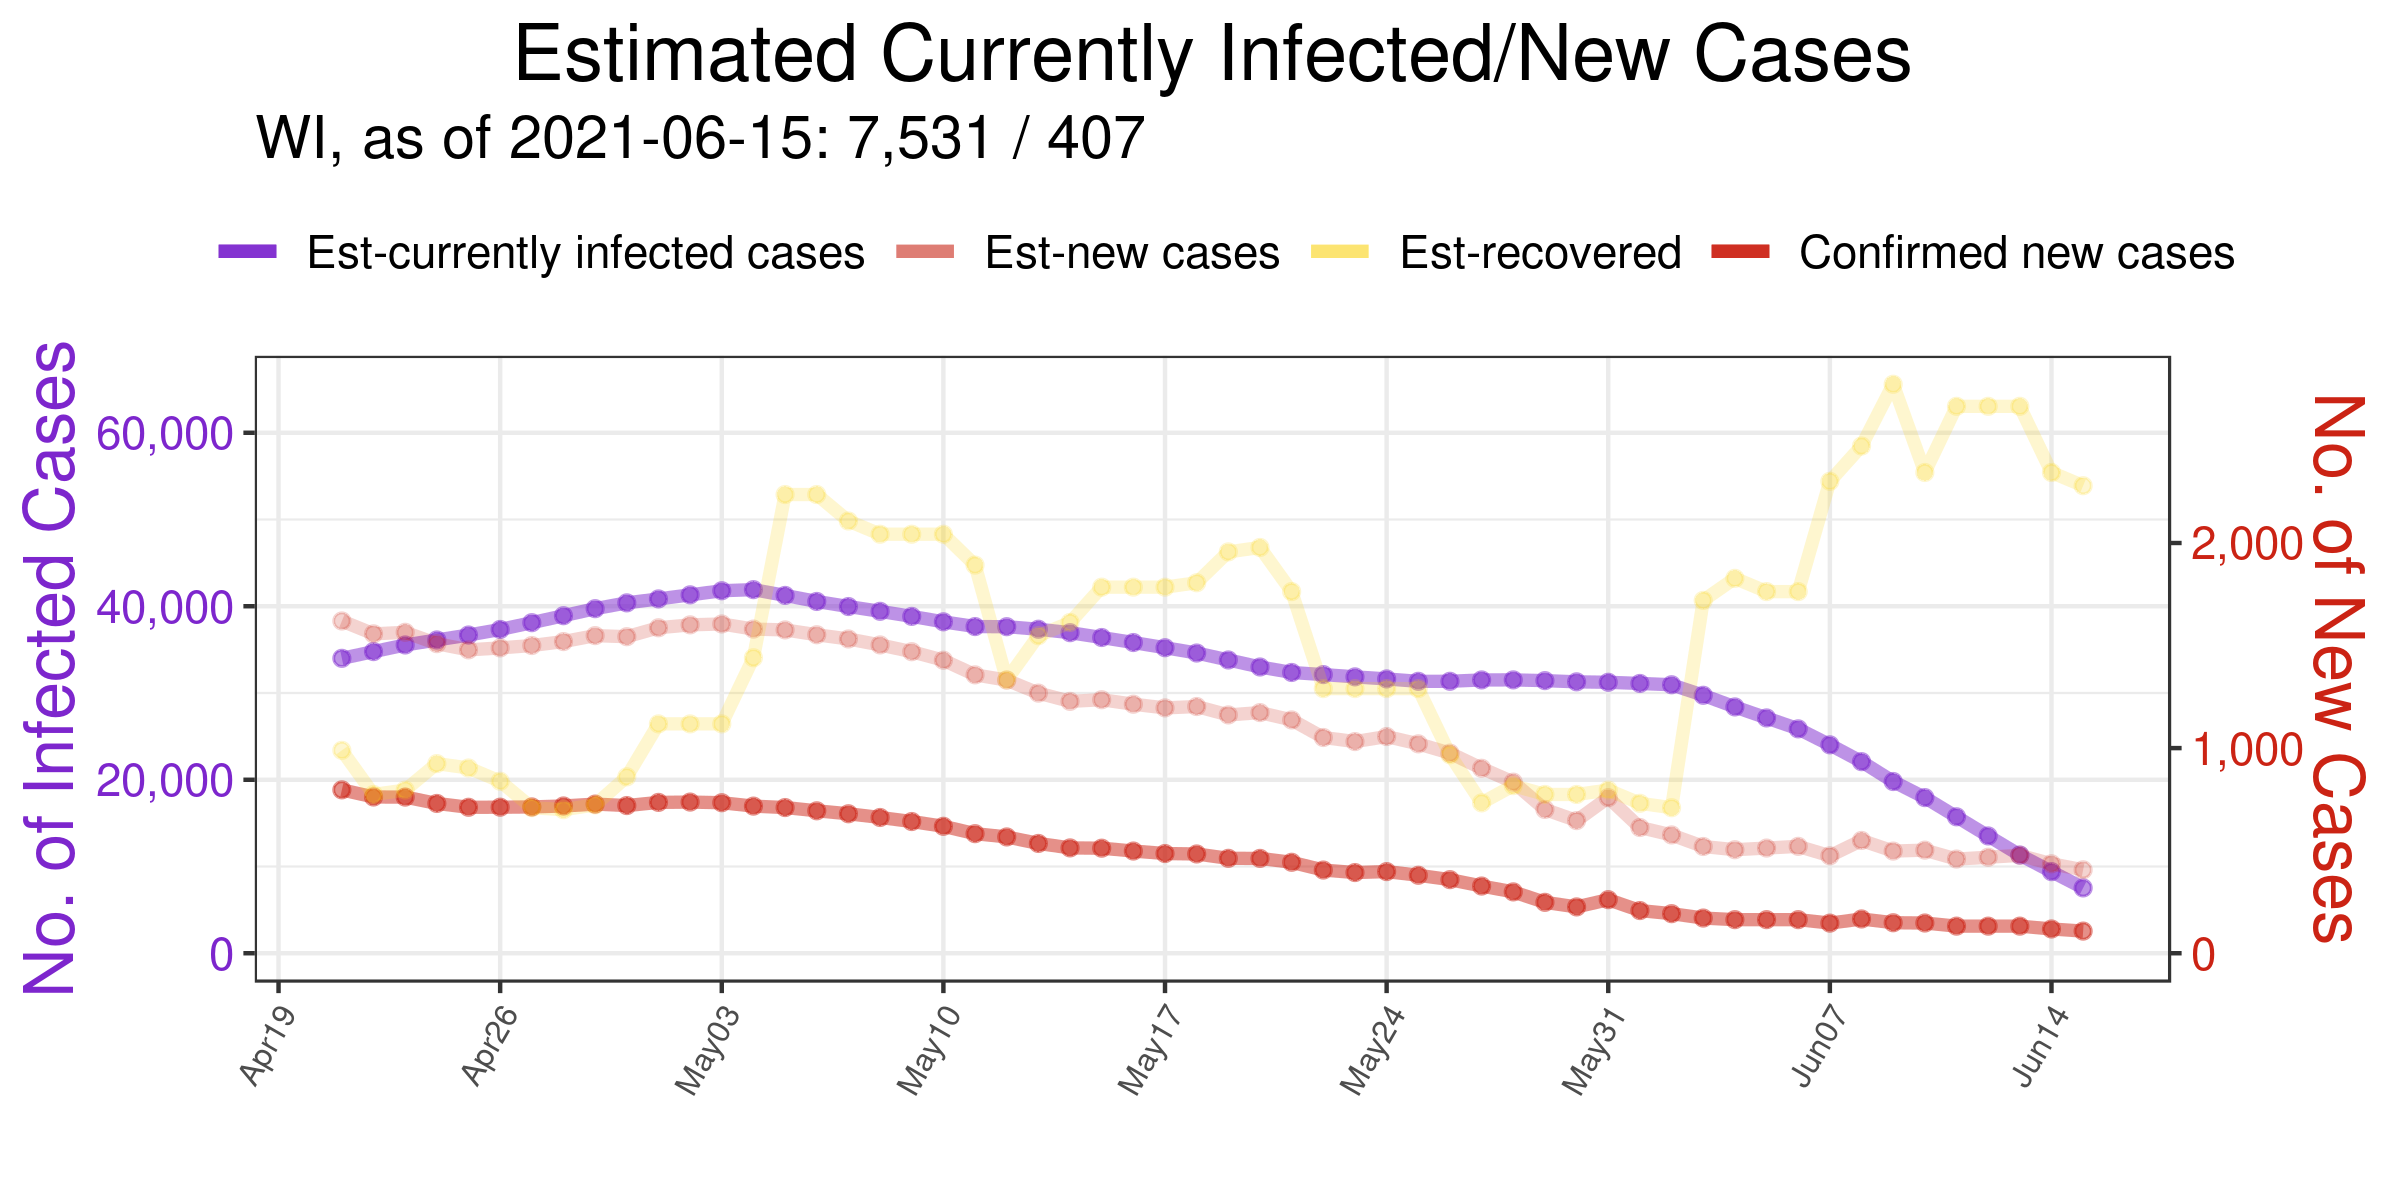 Estimated Currently Infected/New Cases
WI, as of 2021-06-15: 7,531 / 407
Est-currently infected cases Est-new cases Est-recovered Confirmed new cases
No. of Infected Cases
60,000
40,000
20,000
0
No. of New Cases
2,000
1,000
0
Apr19 Apr26 May03 May10 May17 May24 May31 Jun07 Jun14